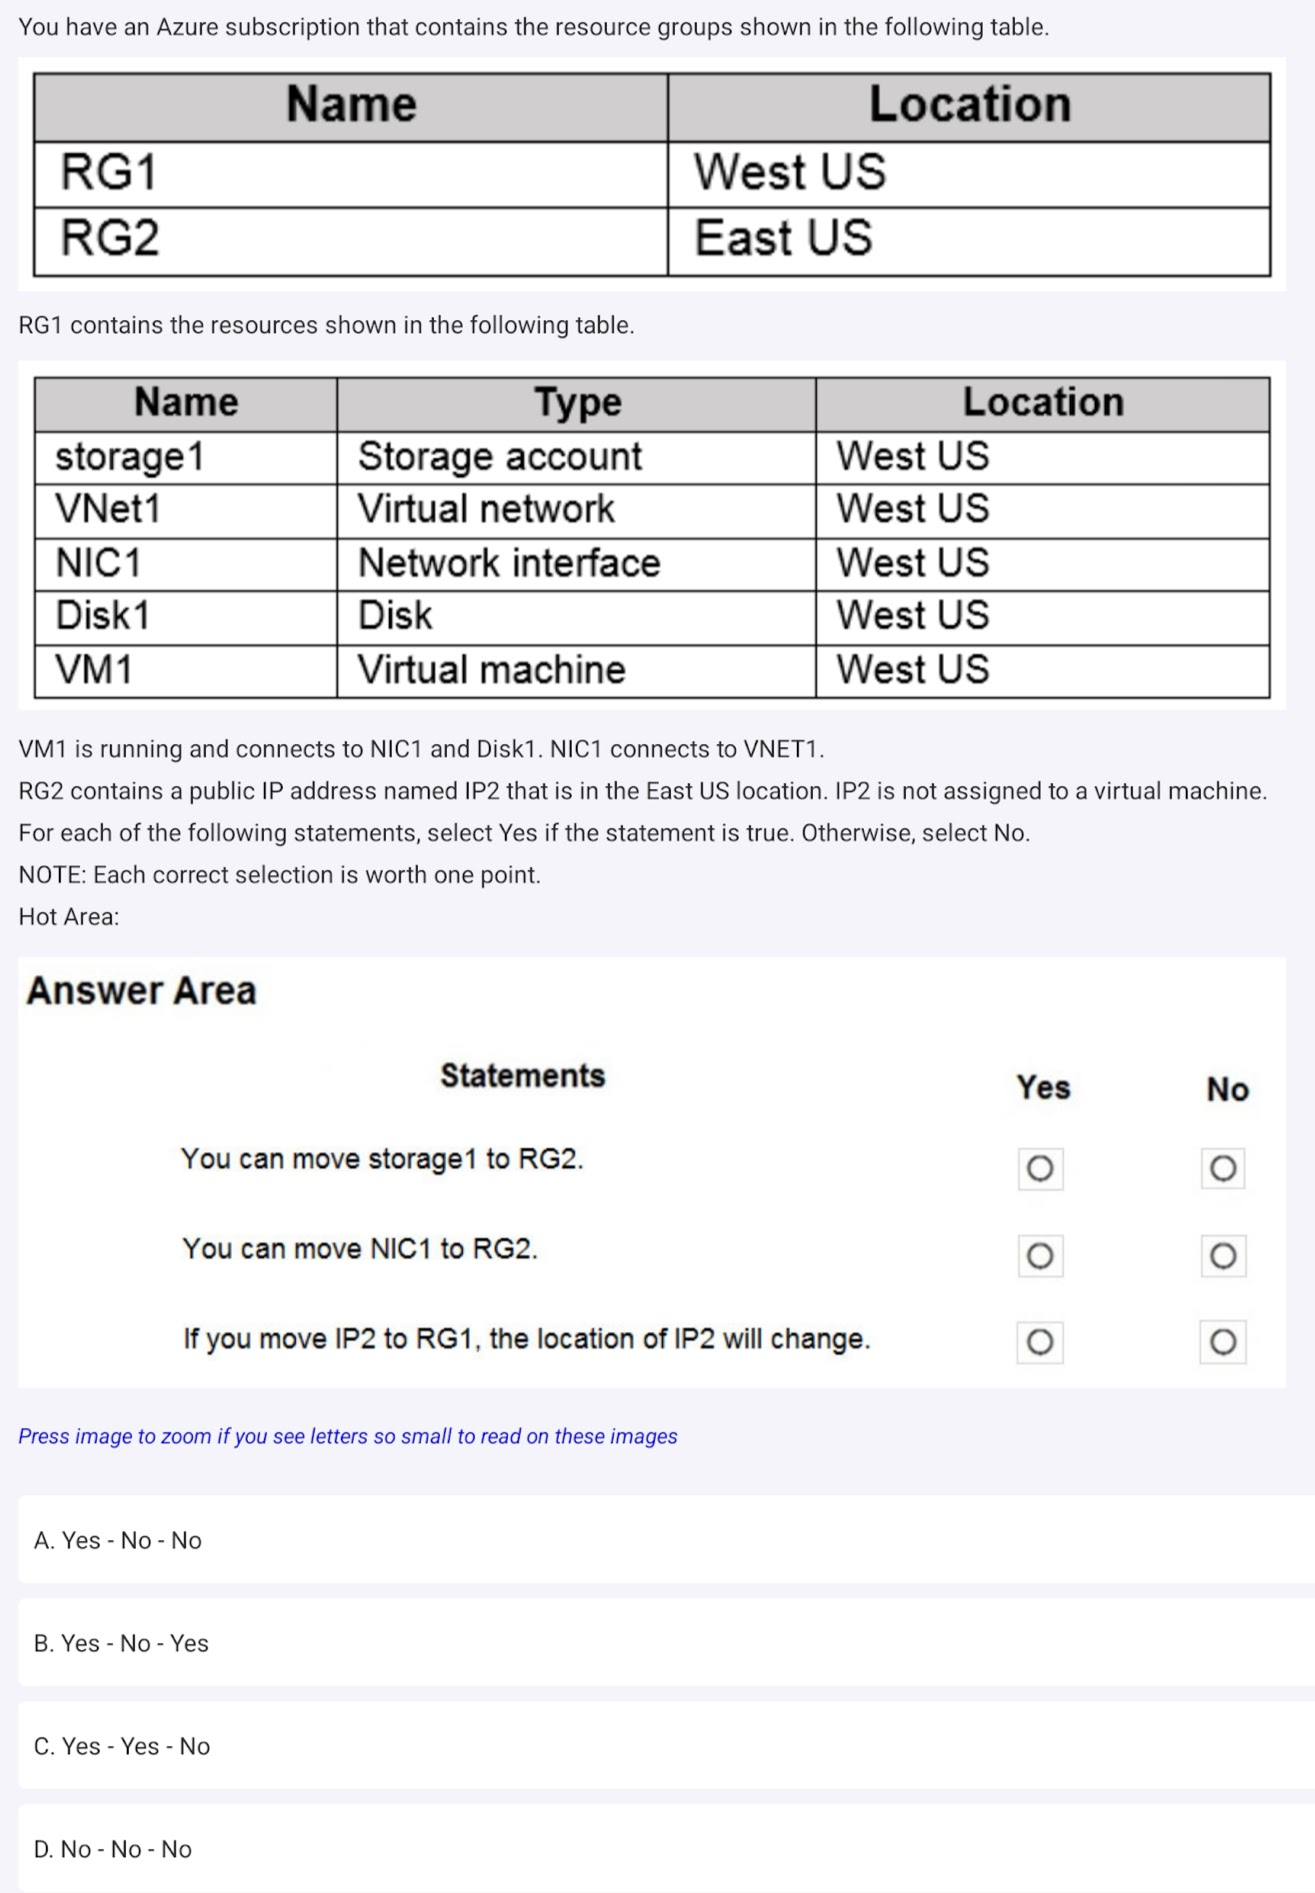 You have an Azure subscription that contains the resource groups shown in the following table.
Name Location
RG1 West US
RG2 East US
RG1 contains the resources shown in the following table.
Name Type Location
storage1 Storage account West US
VNet1 Virtual network West US
NIC1 Network interface West US
Disk1 Disk West US
VM1 Virtual machine West US
VM1 is running and connects to NIC1 and Disk1. NIC1 connects to VNET1.
RG2 contains a public IP address named IP2 that is in the East US location. IP2 is not assigned to a virtual machine.
For each of the following statements, select Yes if the statement is true. Otherwise, select No.
NOTE: Each correct selection is worth one point.
Hot Area:
Answer Area
Statements Yes No
You can move storage1 to RG2.
You can move NIC1 to RG2.
If you move IP2 to RG1, the location of IP2 will change.
Press image to zoom if you see letters so small to read on these images
A. Yes - No - No
B. Yes - No - Yes
C. Yes - Yes - No
D. No - No - No